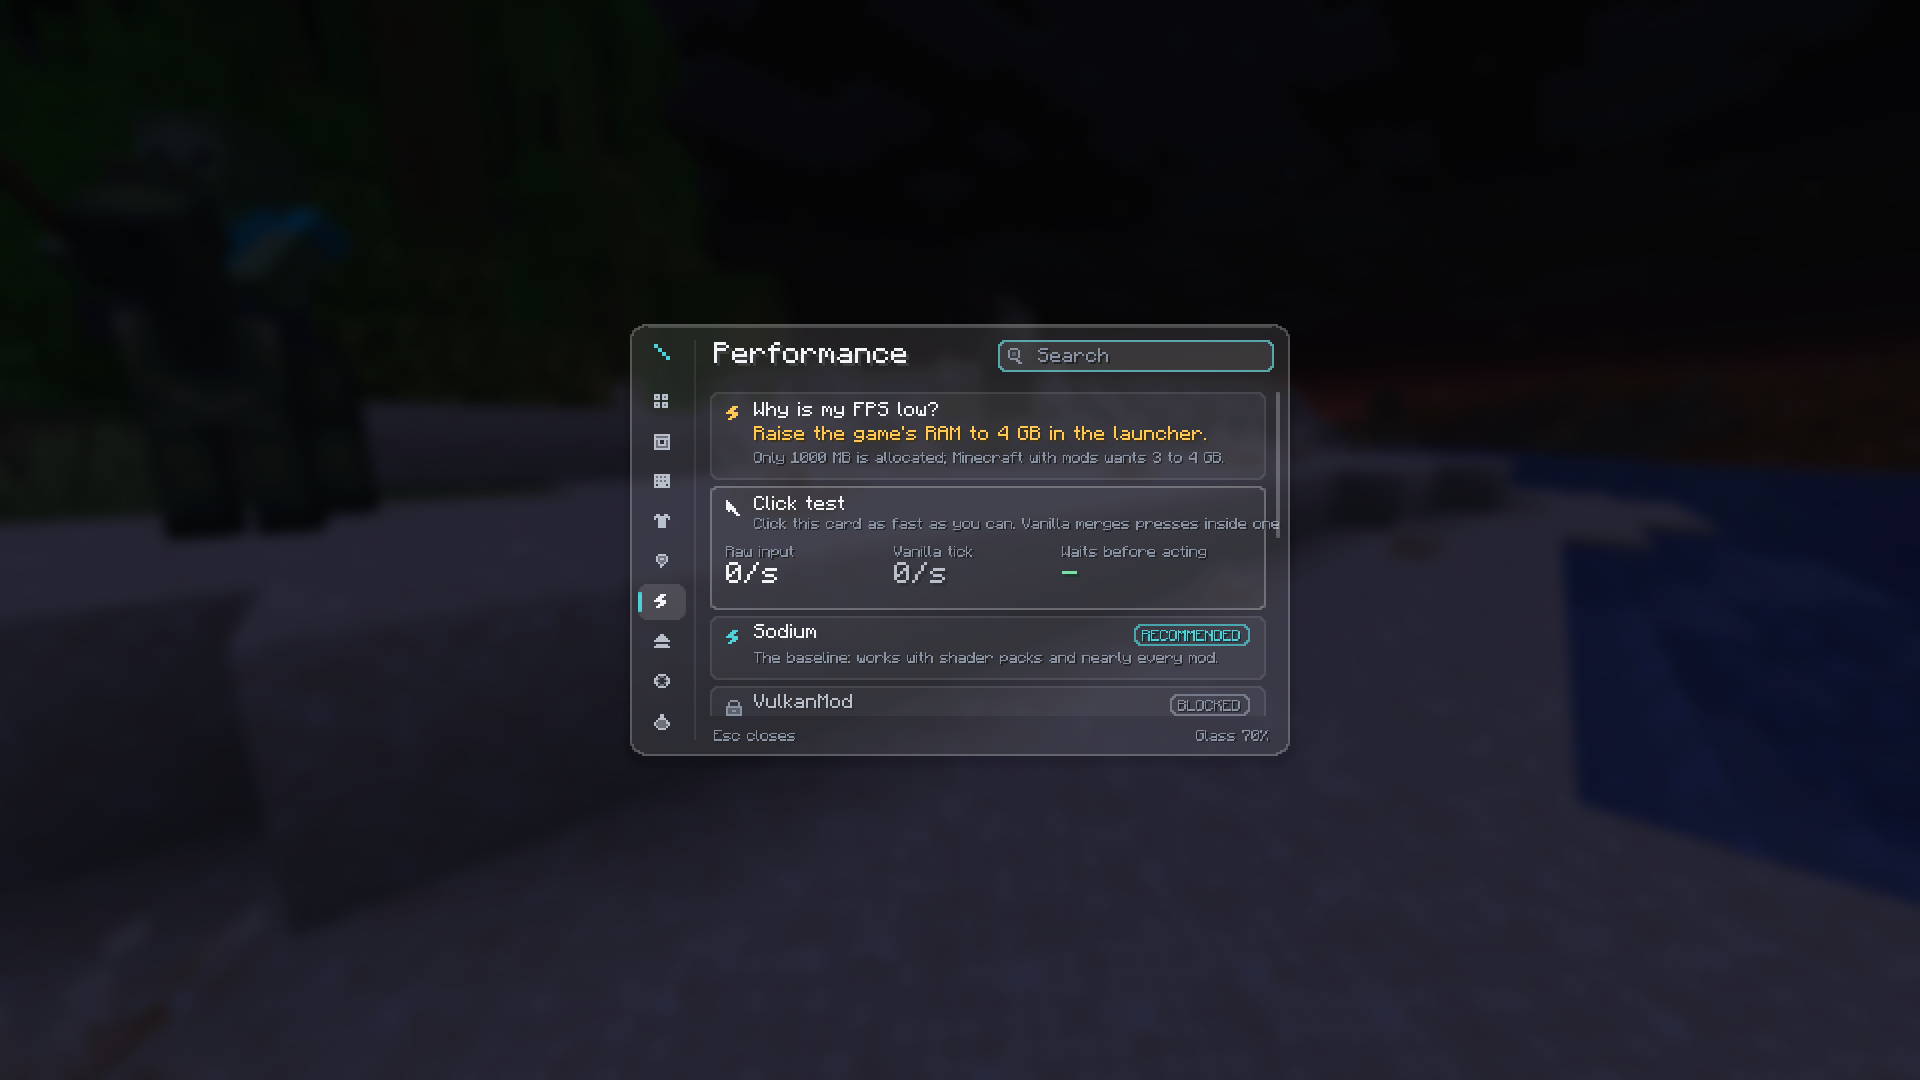 Performance
Search
Why is my FPS low?
Raise the game's RAM to 4 GB in the launcher.
Only 1000 MB is allocated; Minecraft with mods wants 3 to 4 GB.
Click test
Click this card as fast as you can. Vanilla merges presses inside one
Raw input Vanilla tick Waits before acting
0/s 0/s –
Sodium RECOMMENDED
The baseline: works with shader packs and nearly every mod.
VulkanMod BLOCKED
Esc closes Glass 70%